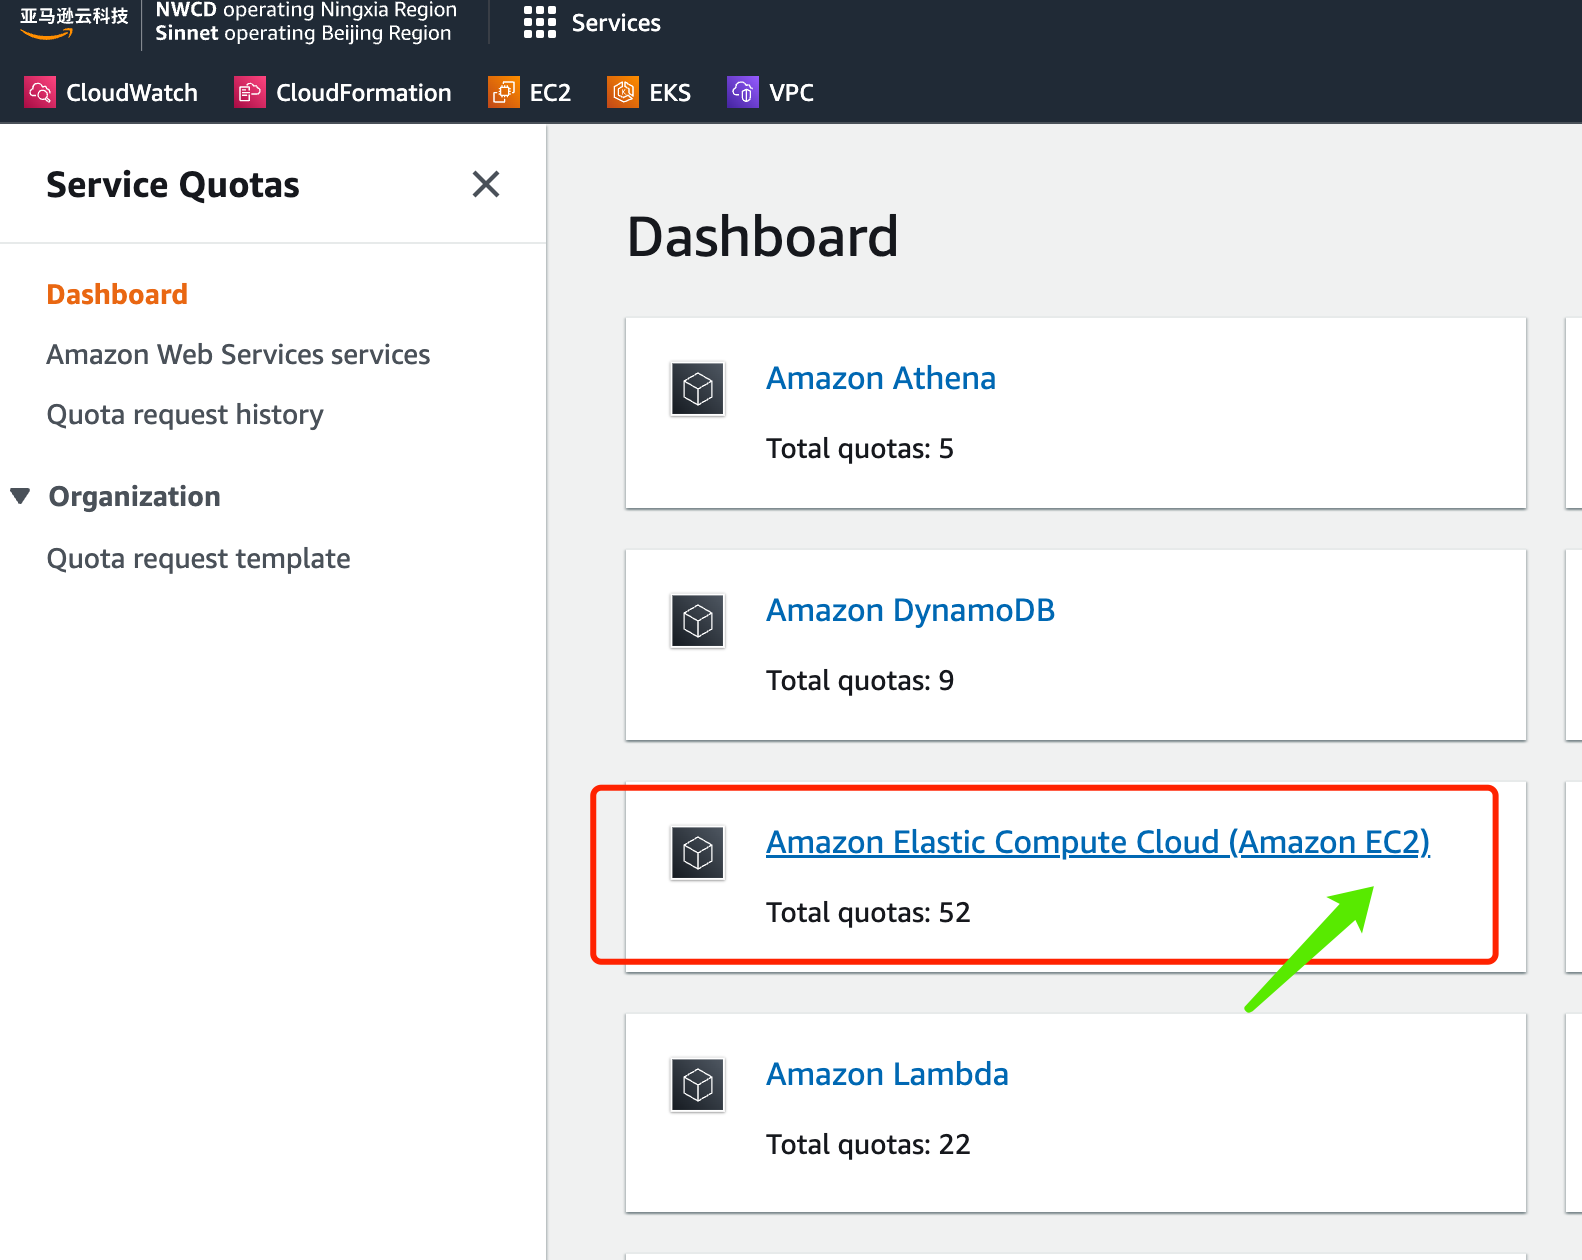 亚马逊云科技
NWCD operating Ningxia Region
Sinnet operating Beijing Region
Services
CloudWatch
CloudFormation
EC2
EKS
VPC
Service Quotas
Dashboard
Amazon Web Services services
Quota request history
Organization
Quota request template
Dashboard
Amazon Athena
Total quotas: 5
Amazon DynamoDB
Total quotas: 9
Amazon Elastic Compute Cloud (Amazon EC2)
Total quotas: 52
Amazon Lambda
Total quotas: 22